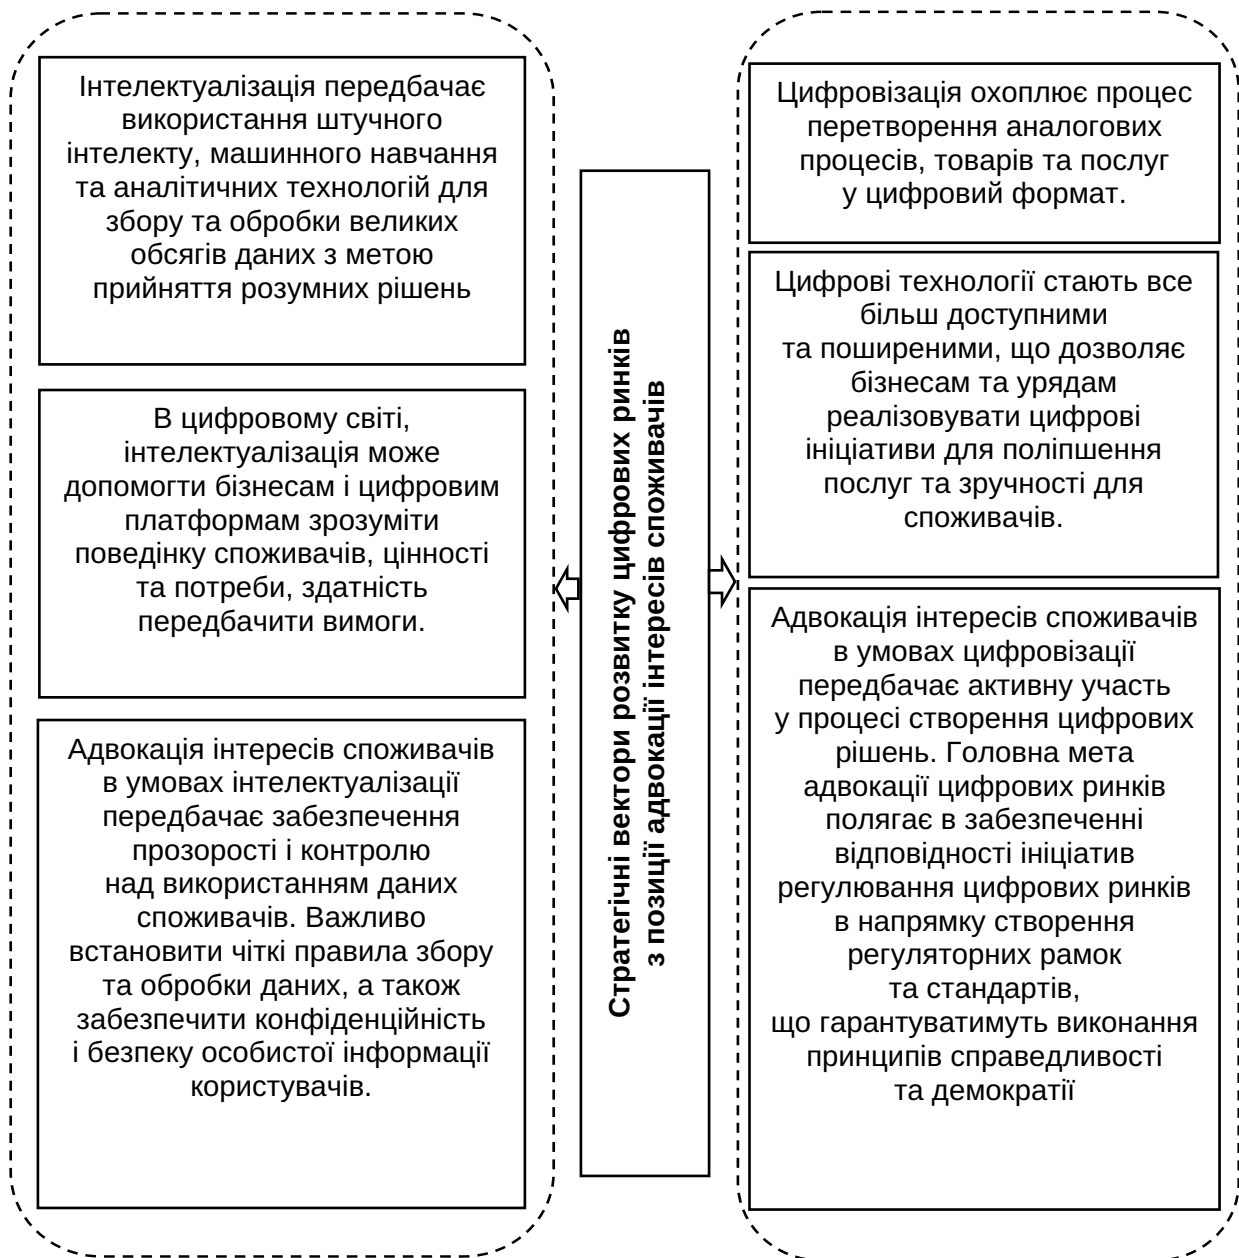 Інтелектуалізація передбачає
використання штучного
інтелекту, машинного навчання
та аналітичних технологій для
збору та обробки великих
обсягів даних з метою
прийняття розумних рішень
В цифровому світі,
інтелектуалізація може
допомогти бізнесам і цифровим
платформам зрозуміти
поведінку споживачів, цінності
та потреби, здатність
передбачити вимоги.
Адвокація інтересів споживачів
в умовах інтелектуалізації
передбачає забезпечення
прозорості і контролю
над використанням даних
споживачів. Важливо
встановити чіткі правила збору
та обробки даних, а також
забезпечити конфіденційність
і безпеку особистої інформації
користувачів.
Стратегічні вектори розвитку цифрових ринків
з позиції адвокації інтересів споживачів
Цифровізація охоплює процес
перетворення аналогових
процесів, товарів та послуг
у цифровий формат.
Цифрові технології стають все
більш доступними
та поширеними, що дозволяє
бізнесам та урядам
реалізовувати цифрові
ініціативи для поліпшення
послуг та зручності для
споживачів.
Адвокація інтересів споживачів
в умовах цифровізації
передбачає активну участь
у процесі створення цифрових
рішень. Головна мета
адвокації цифрових ринків
полягає в забезпеченні
відповідності ініціатив
регулювання цифрових ринків
в напрямку створення
регуляторних рамок
та стандартів,
що гарантуватимуть виконання
принципів справедливості
та демократії